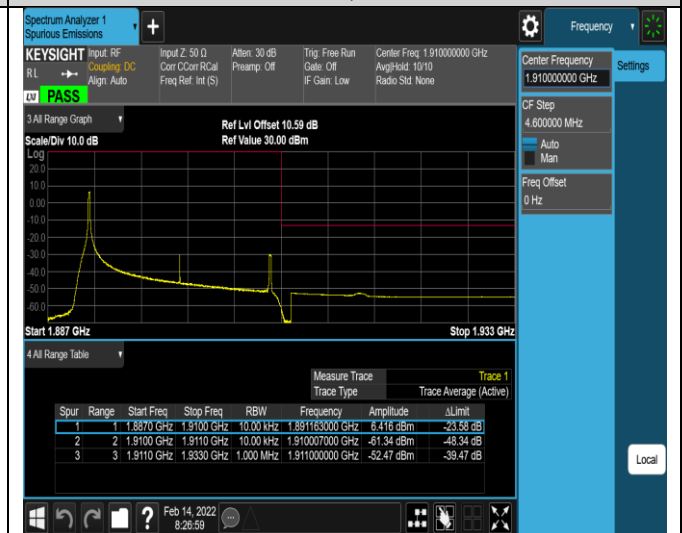 Spectrum Analyzer 1
Spurious Emissions
Frequency
KEYSIGHT
RL
LXI
PASS
Input: RF
Coupling: DC
Align: Auto
Input Z: 50 Ω
Corr CCorr RCal
Freq Ref: Int (S)
Atten: 30 dB
Preamp: Off
Trig: Free Run
Gate: Off
IF Gain: Low
Center Freq: 1.910000000 GHz
Avg|Hold: 10/10
Radio Std: None
Center Frequency
1.910000000 GHz
Settings
CF Step
4.600000 MHz
Auto
Man
Freq Offset
0 Hz
3 All Range Graph
Scale/Div 10.0 dB
Ref Lvl Offset 10.59 dB
Ref Value 30.00 dBm
Log
20.0
10.0
0.00
-10.0
-20.0
-30.0
-40.0
-50.0
-60.0
Start 1.887 GHz
Stop 1.933 GHz
4 All Range Table
Measure Trace Trace 1
Trace Type Trace Average (Active)
Spur Range Start Freq Stop Freq RBW Frequency Amplitude ΔLimit
1 1 1.8870 GHz 1.9100 GHz 10.00 kHz 1.891163000 GHz 6.416 dBm -23.58 dB
2 2 1.9100 GHz 1.9110 GHz 10.00 kHz 1.910007000 GHz -61.34 dBm -48.34 dB
3 3 1.9110 GHz 1.9330 GHz 1.000 MHz 1.911000000 GHz -52.47 dBm -39.47 dB
Local
?
Feb 14, 2022
8:26:59